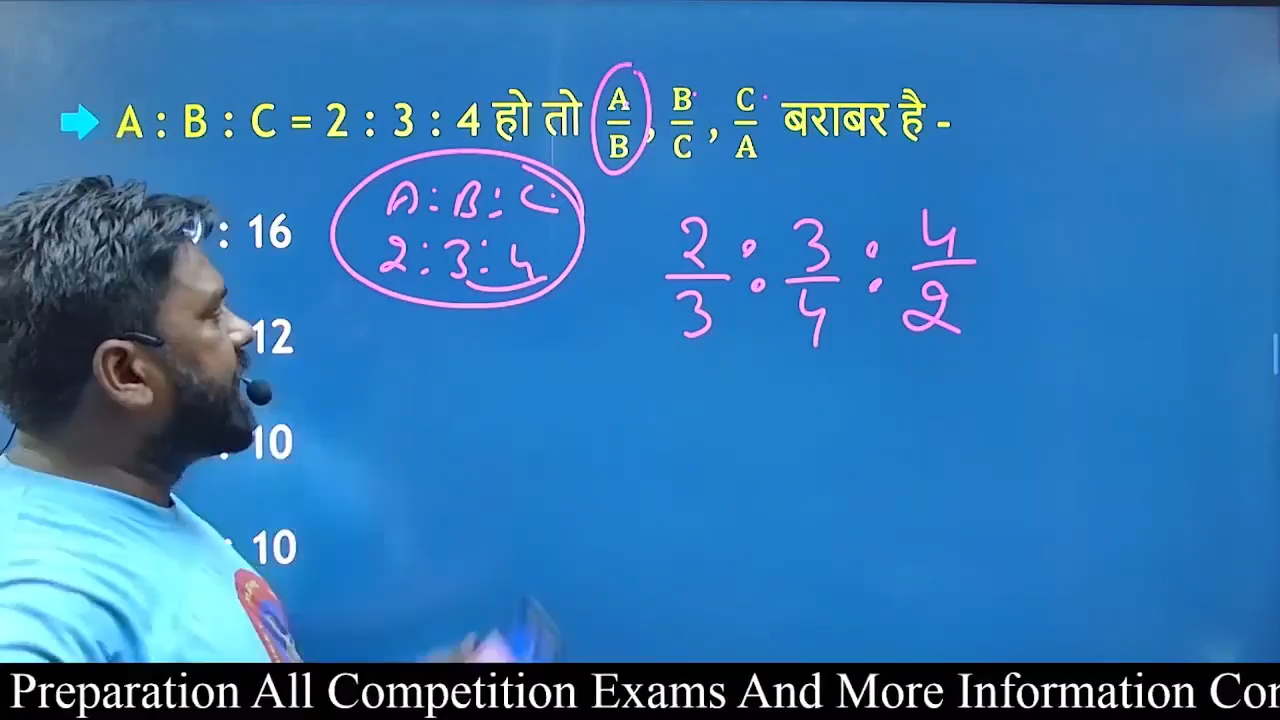 A : B : C = 2 : 3 : 4 हो तो A/B, B/C, C/A बराबर है -
A : B : C
2 : 3 : 4
2/3 : 3/4 : 4/2
: 16
12
: 10
: 10
Preparation All Competition Exams And More Information